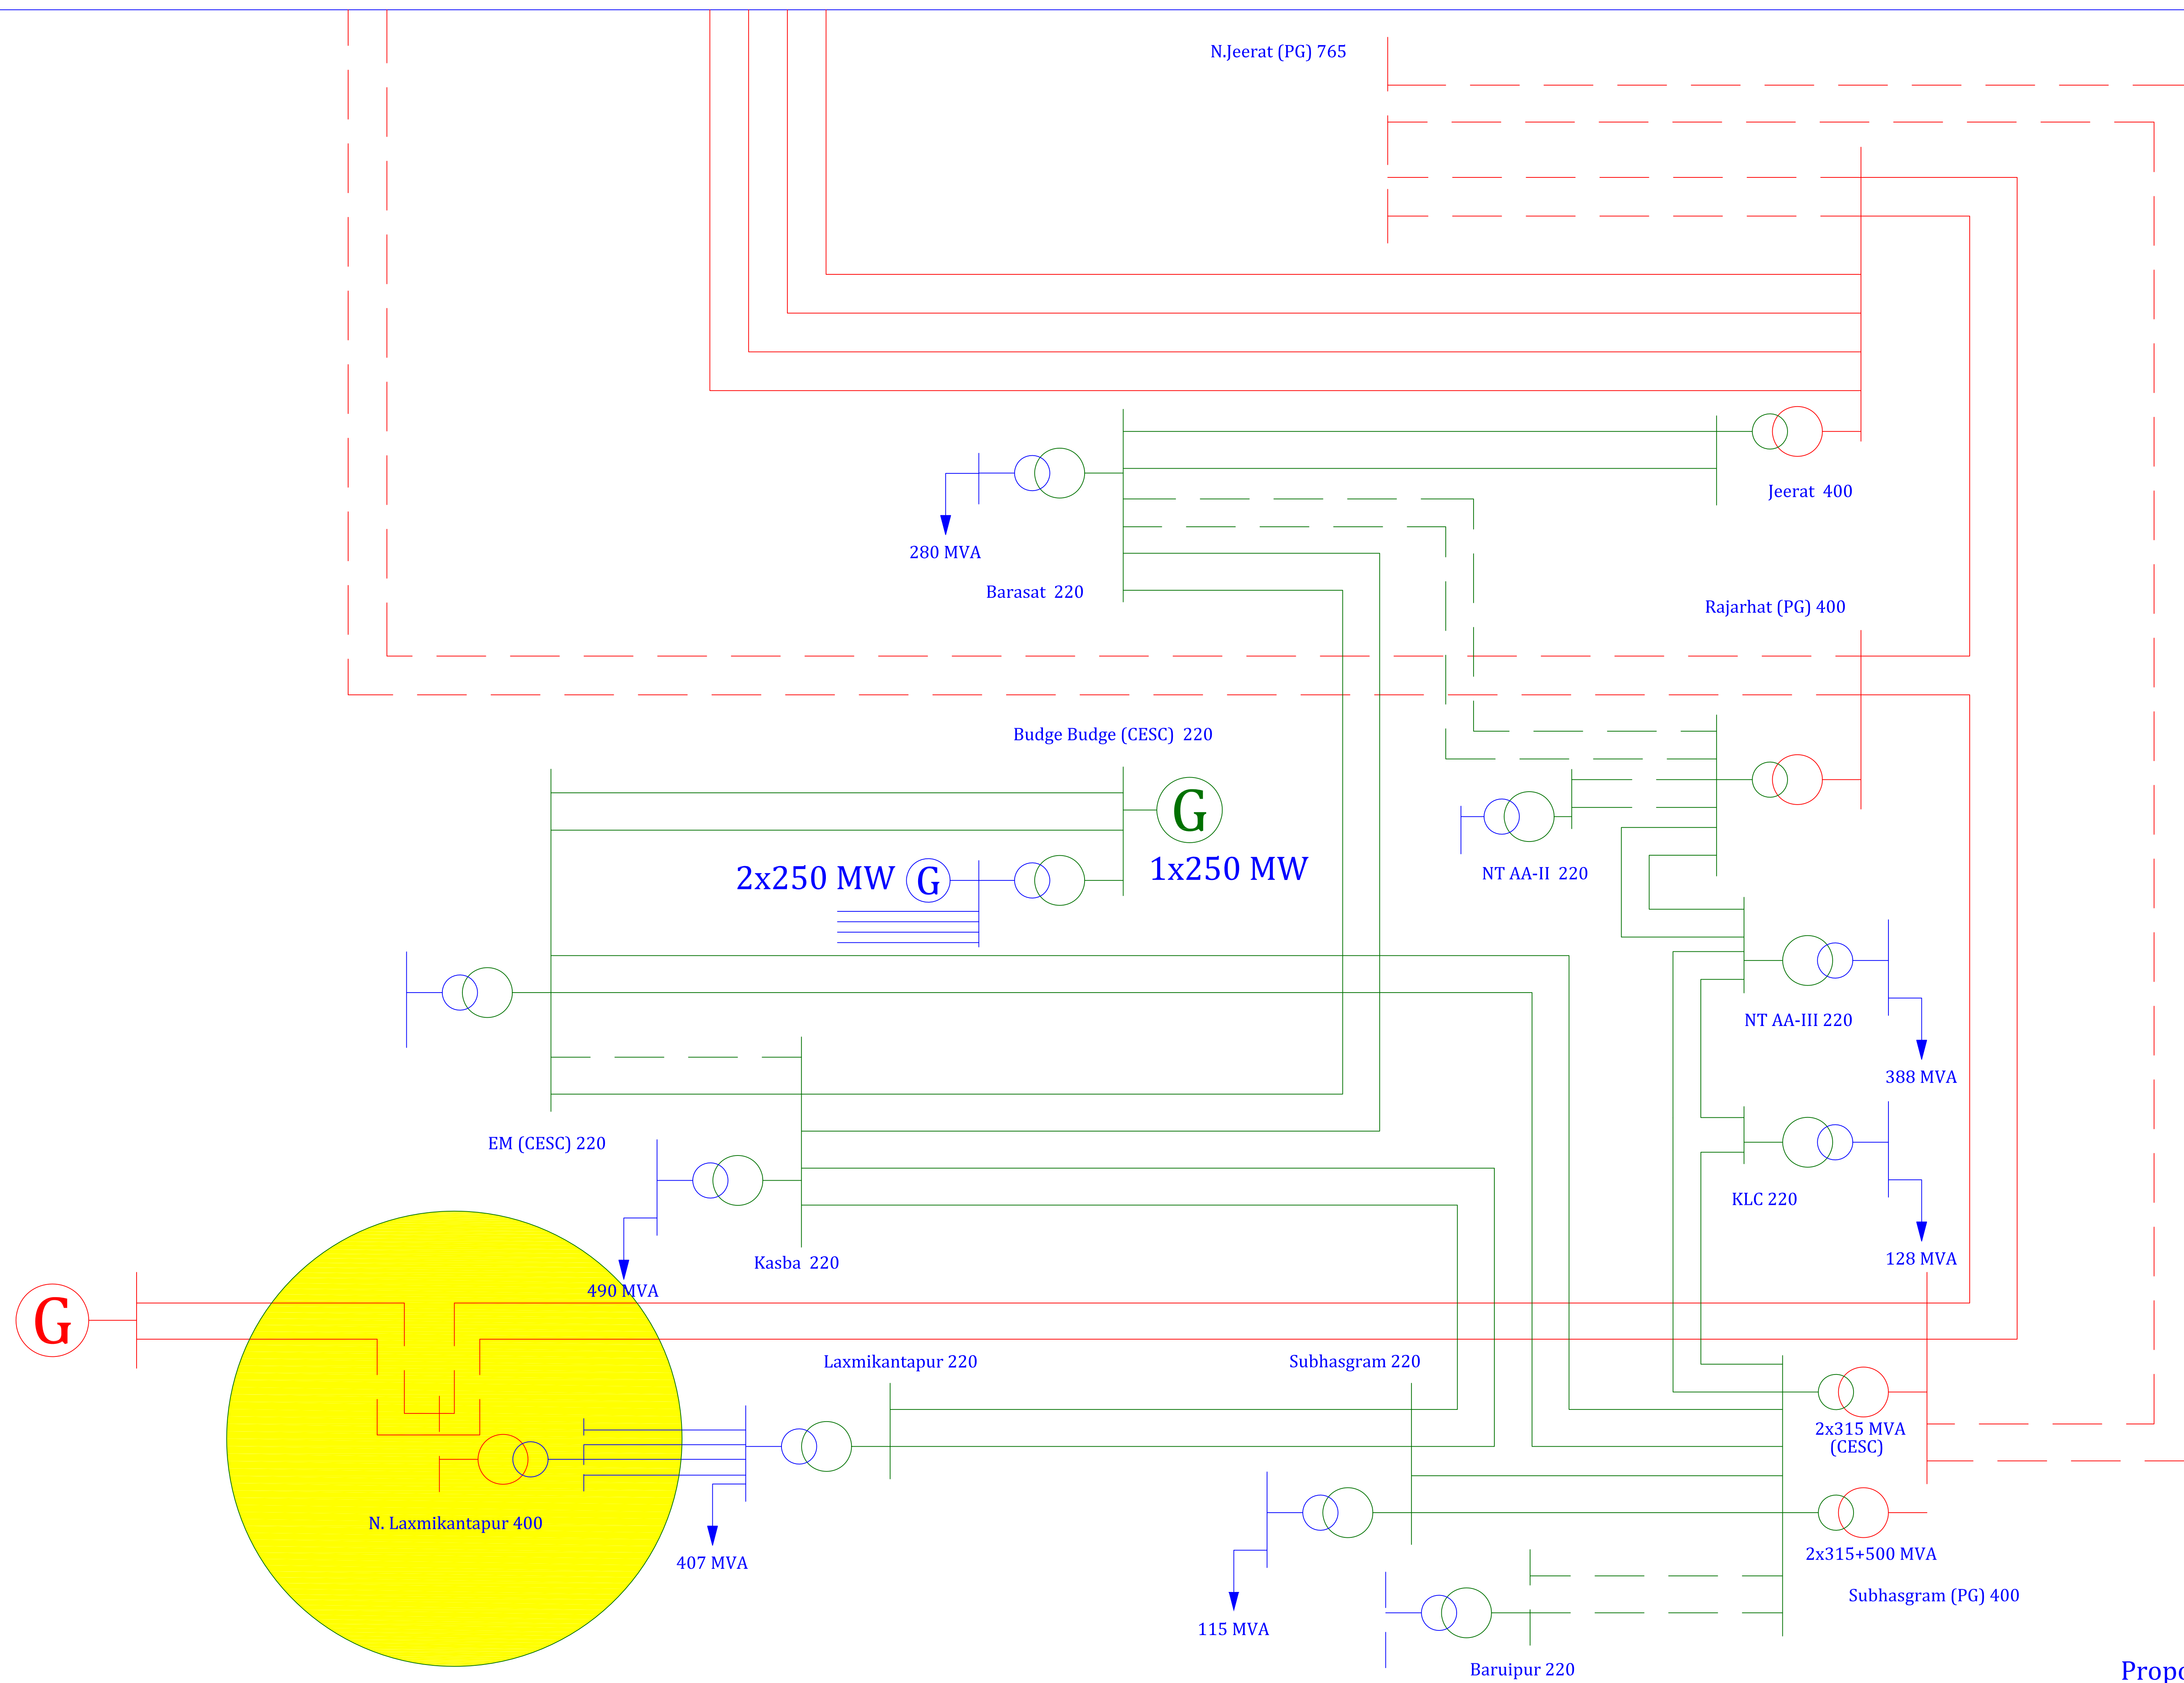 N.Jeerat (PG) 765
Jeerat  400
280 MVA
Barasat  220
Rajarhat (PG) 400
Budge Budge (CESC)  220
G
2x250 MW
G
1x250 MW
NT AA-II  220
NT AA-III 220
388 MVA
EM (CESC) 220
KLC 220
128 MVA
Kasba  220
490 MVA
G
Laxmikantapur 220
Subhasgram 220
2x315 MVA
(CESC)
N. Laxmikantapur 400
407 MVA
2x315+500 MVA
Subhasgram (PG) 400
115 MVA
Baruipur 220
Propo